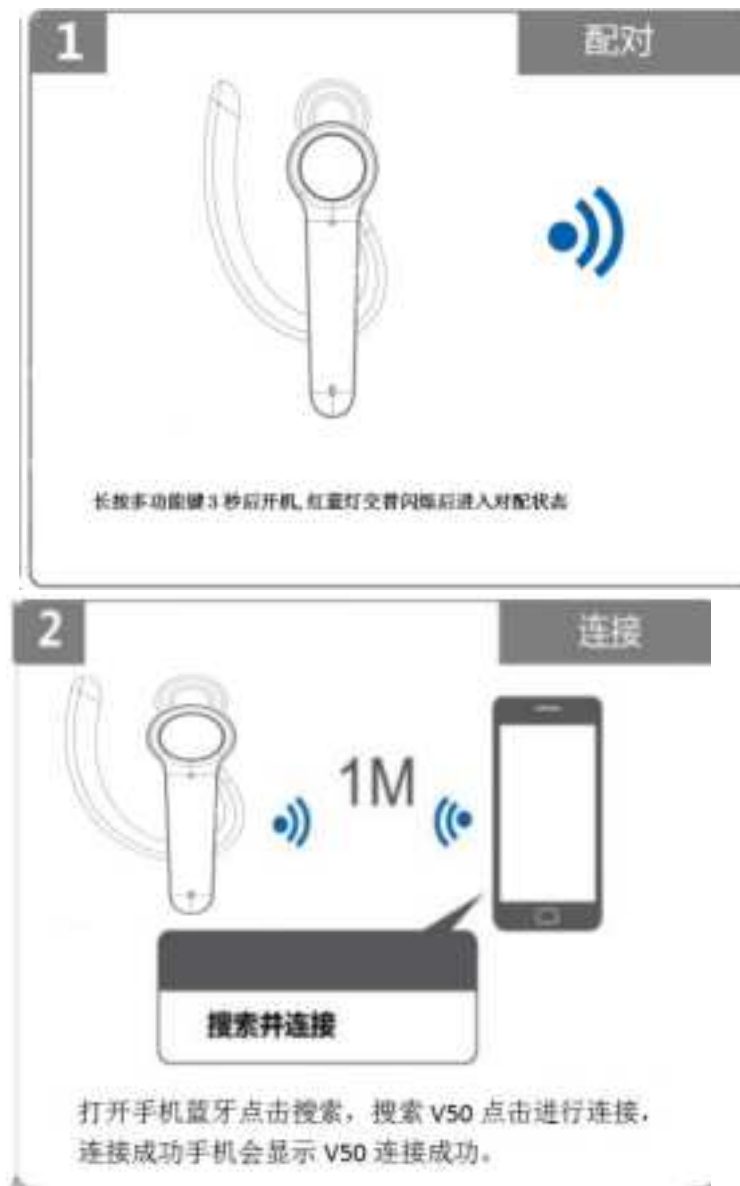 1
配对
长按多功能键3秒后开机,红蓝灯交替闪烁后进入对配状态
2
连接
1M
搜索并连接
打开手机蓝牙点击搜索，搜索 V50 点击进行连接，
连接成功手机会显示 V50 连接成功。